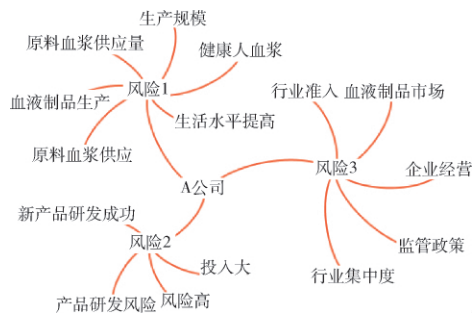 生产规模
原料血浆供应量
健康人血浆
风险1
血液制品生产
生活水平提高
原料血浆供应
行业准入
血液制品市场
风险3
企业经营
A公司
监管政策
行业集中度
新产品研发成功
风险2
投入大
产品研发风险
风险高